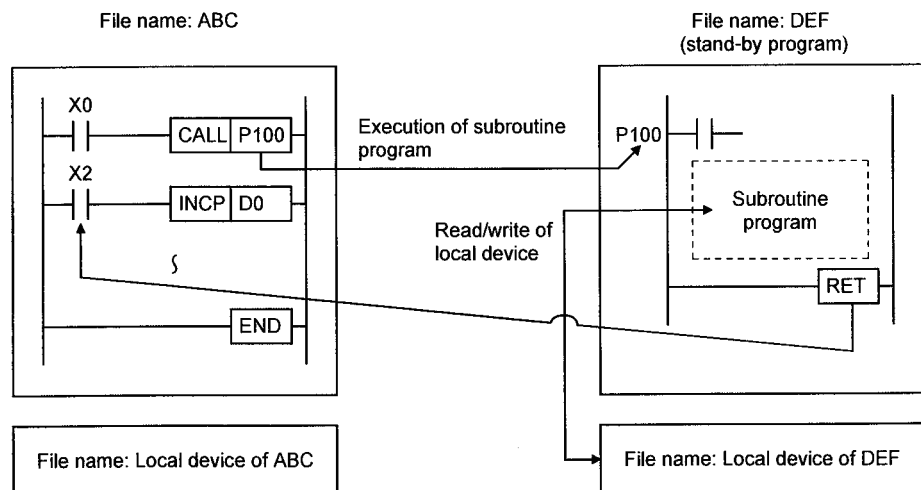 File name: ABC
File name: DEF
(stand-by program)
X0
CALL P100
Execution of subroutine
program
P100
X2
INCP D0
Subroutine
program
Read/write of
local device
RET
END
File name: Local device of ABC
File name: Local device of DEF